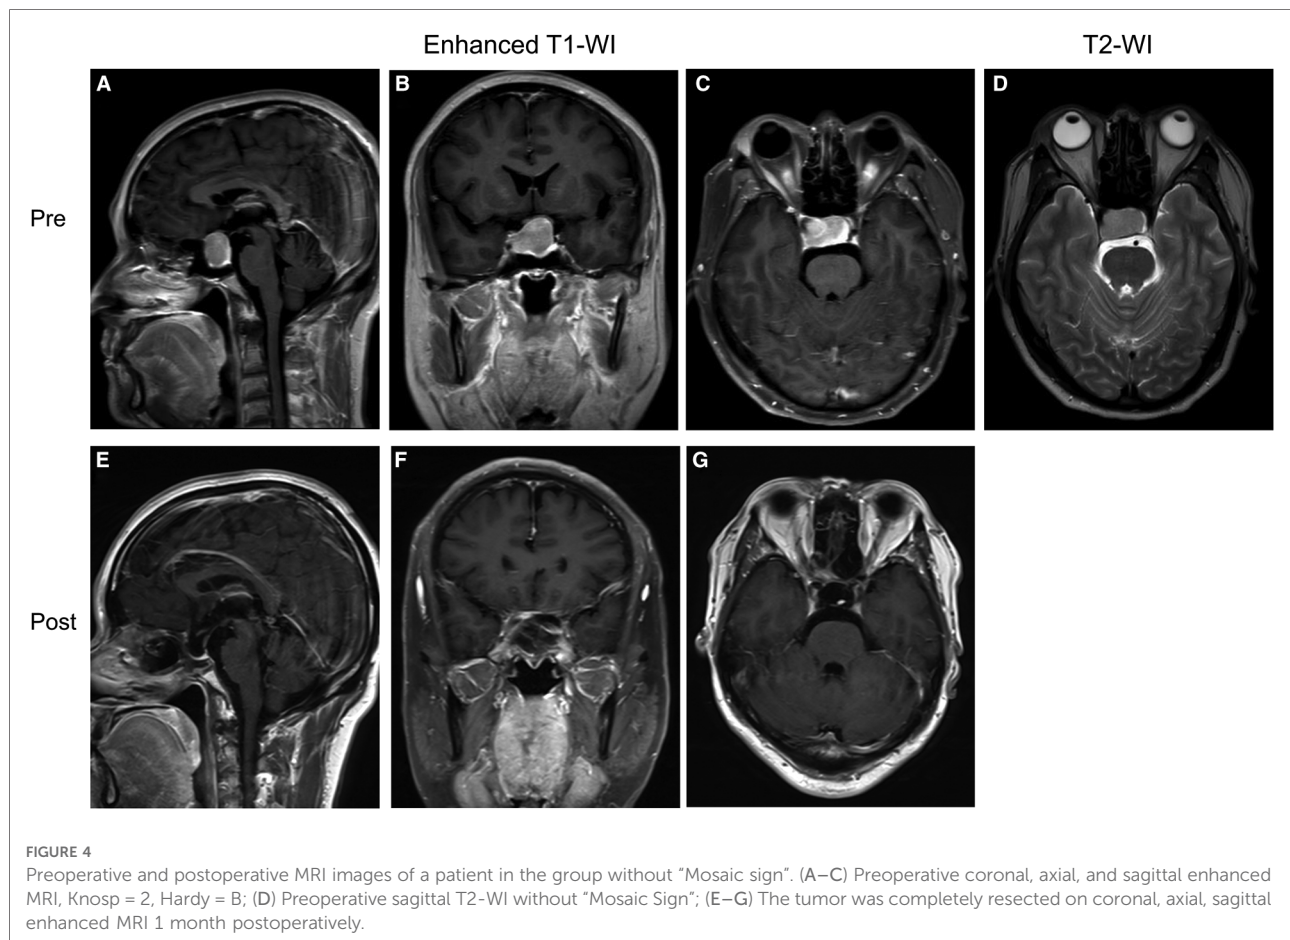 Enhanced T1-WI
T2-WI
A
B
C
D
Pre
E
F
G
Post
FIGURE 4
Preoperative and postoperative MRI images of a patient in the group without “Mosaic sign”. (A–C) Preoperative coronal, axial, and sagittal enhanced
MRI, Knosp = 2, Hardy = B; (D) Preoperative sagittal T2-WI without “Mosaic Sign”; (E–G) The tumor was completely resected on coronal, axial, sagittal
enhanced MRI 1 month postoperatively.